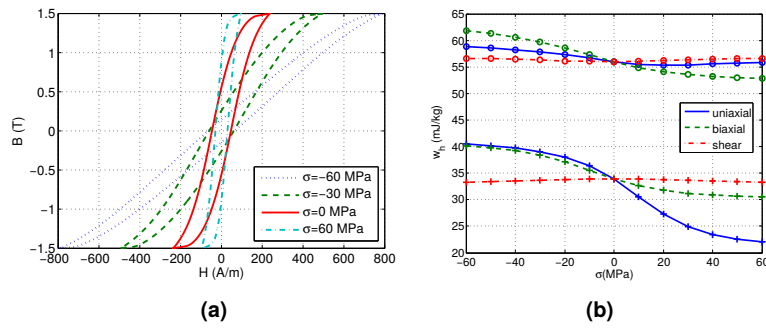 1.5
1
0.5
0
−0.5
−1
−1.5
−800 −600 −400 −200 0 200 400 600 800
B (T)
H (A/m)
σ=−60 MPa
σ=−30 MPa
σ=0 MPa
σ=60 MPa
(a)
65
60
55
50
45
40
35
30
25
20
−60 −40 −20 0 20 40 60
w_h (mJ/kg)
σ(MPa)
uniaxial
biaxial
shear
(b)